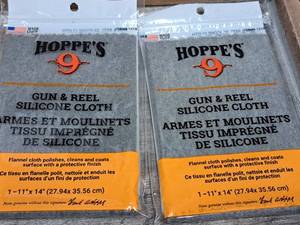 HOPPE'S
9
GUN & REEL
SILICONE CLOTH
ARMES ET MOULINETS
TISSU IMPRÉGNÉ
DE SILICONE
Flannel cloth polishes, cleans and coats
surface with a protective finish
Ce tissu en flanelle polit, nettoie et enduit les
surfaces d'un fini de protection
1–11" x 14" (27.94x 35.56 cm)
HOPPE'S
9
GUN & REEL
SILICONE CLOTH
ARMES ET MOULINETS
TISSU IMPRÉGNÉ
DE SILICONE
Flannel cloth polishes, cleans and coats
surface with a protective finish
Ce tissu en flanelle polit, nettoie et enduit les
surfaces d'un fini de protection
1–11" x 14" (27.94x 35.56 cm)